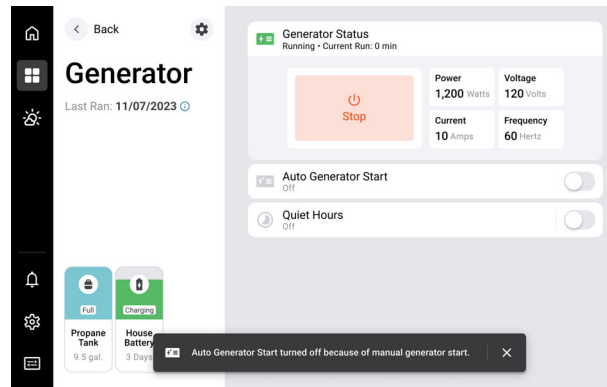 Back
Generator
Last Ran: 11/07/2023
Full
Charging
Propane Tank
9.5 gal.
House Battery
3 Days
Generator Status
Running • Current Run: 0 min
Stop
Power
1,200 Watts
Voltage
120 Volts
Current
10 Amps
Frequency
60 Hertz
Auto Generator Start
Off
Quiet Hours
Off
Auto Generator Start turned off because of manual generator start.